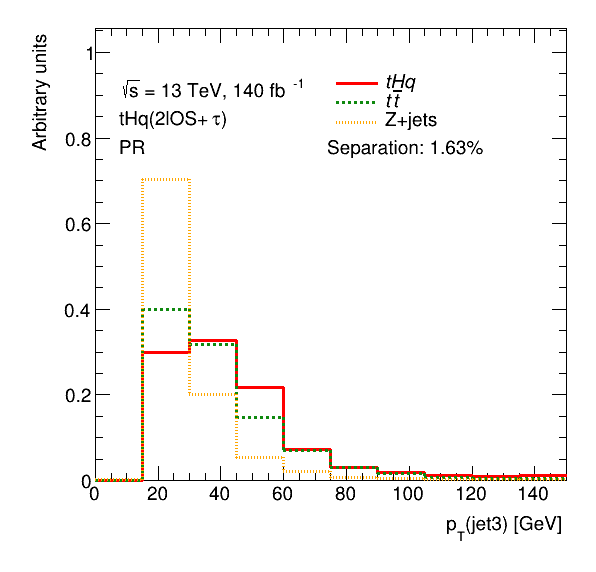 Arbitrary units
1
0.8
0.6
0.4
0.2
0
√s = 13 TeV, 140 fb⁻¹
tHq(2lOS+ τ)
PR
tHq
tt̅
Z+jets
Separation: 1.63%
0 20 40 60 80 100 120 140
p_T(jet3) [GeV]